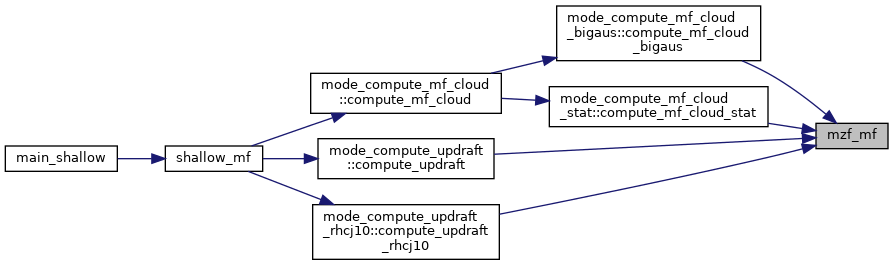 mode_compute_mf_cloud
_bigaus::compute_mf_cloud
_bigaus
mode_compute_mf_cloud
::compute_mf_cloud
mode_compute_mf_cloud
_stat::compute_mf_cloud_stat
mzf_mf
main_shallow
shallow_mf
mode_compute_updraft
::compute_updraft
mode_compute_updraft
_rhcj10::compute_updraft
_rhcj10